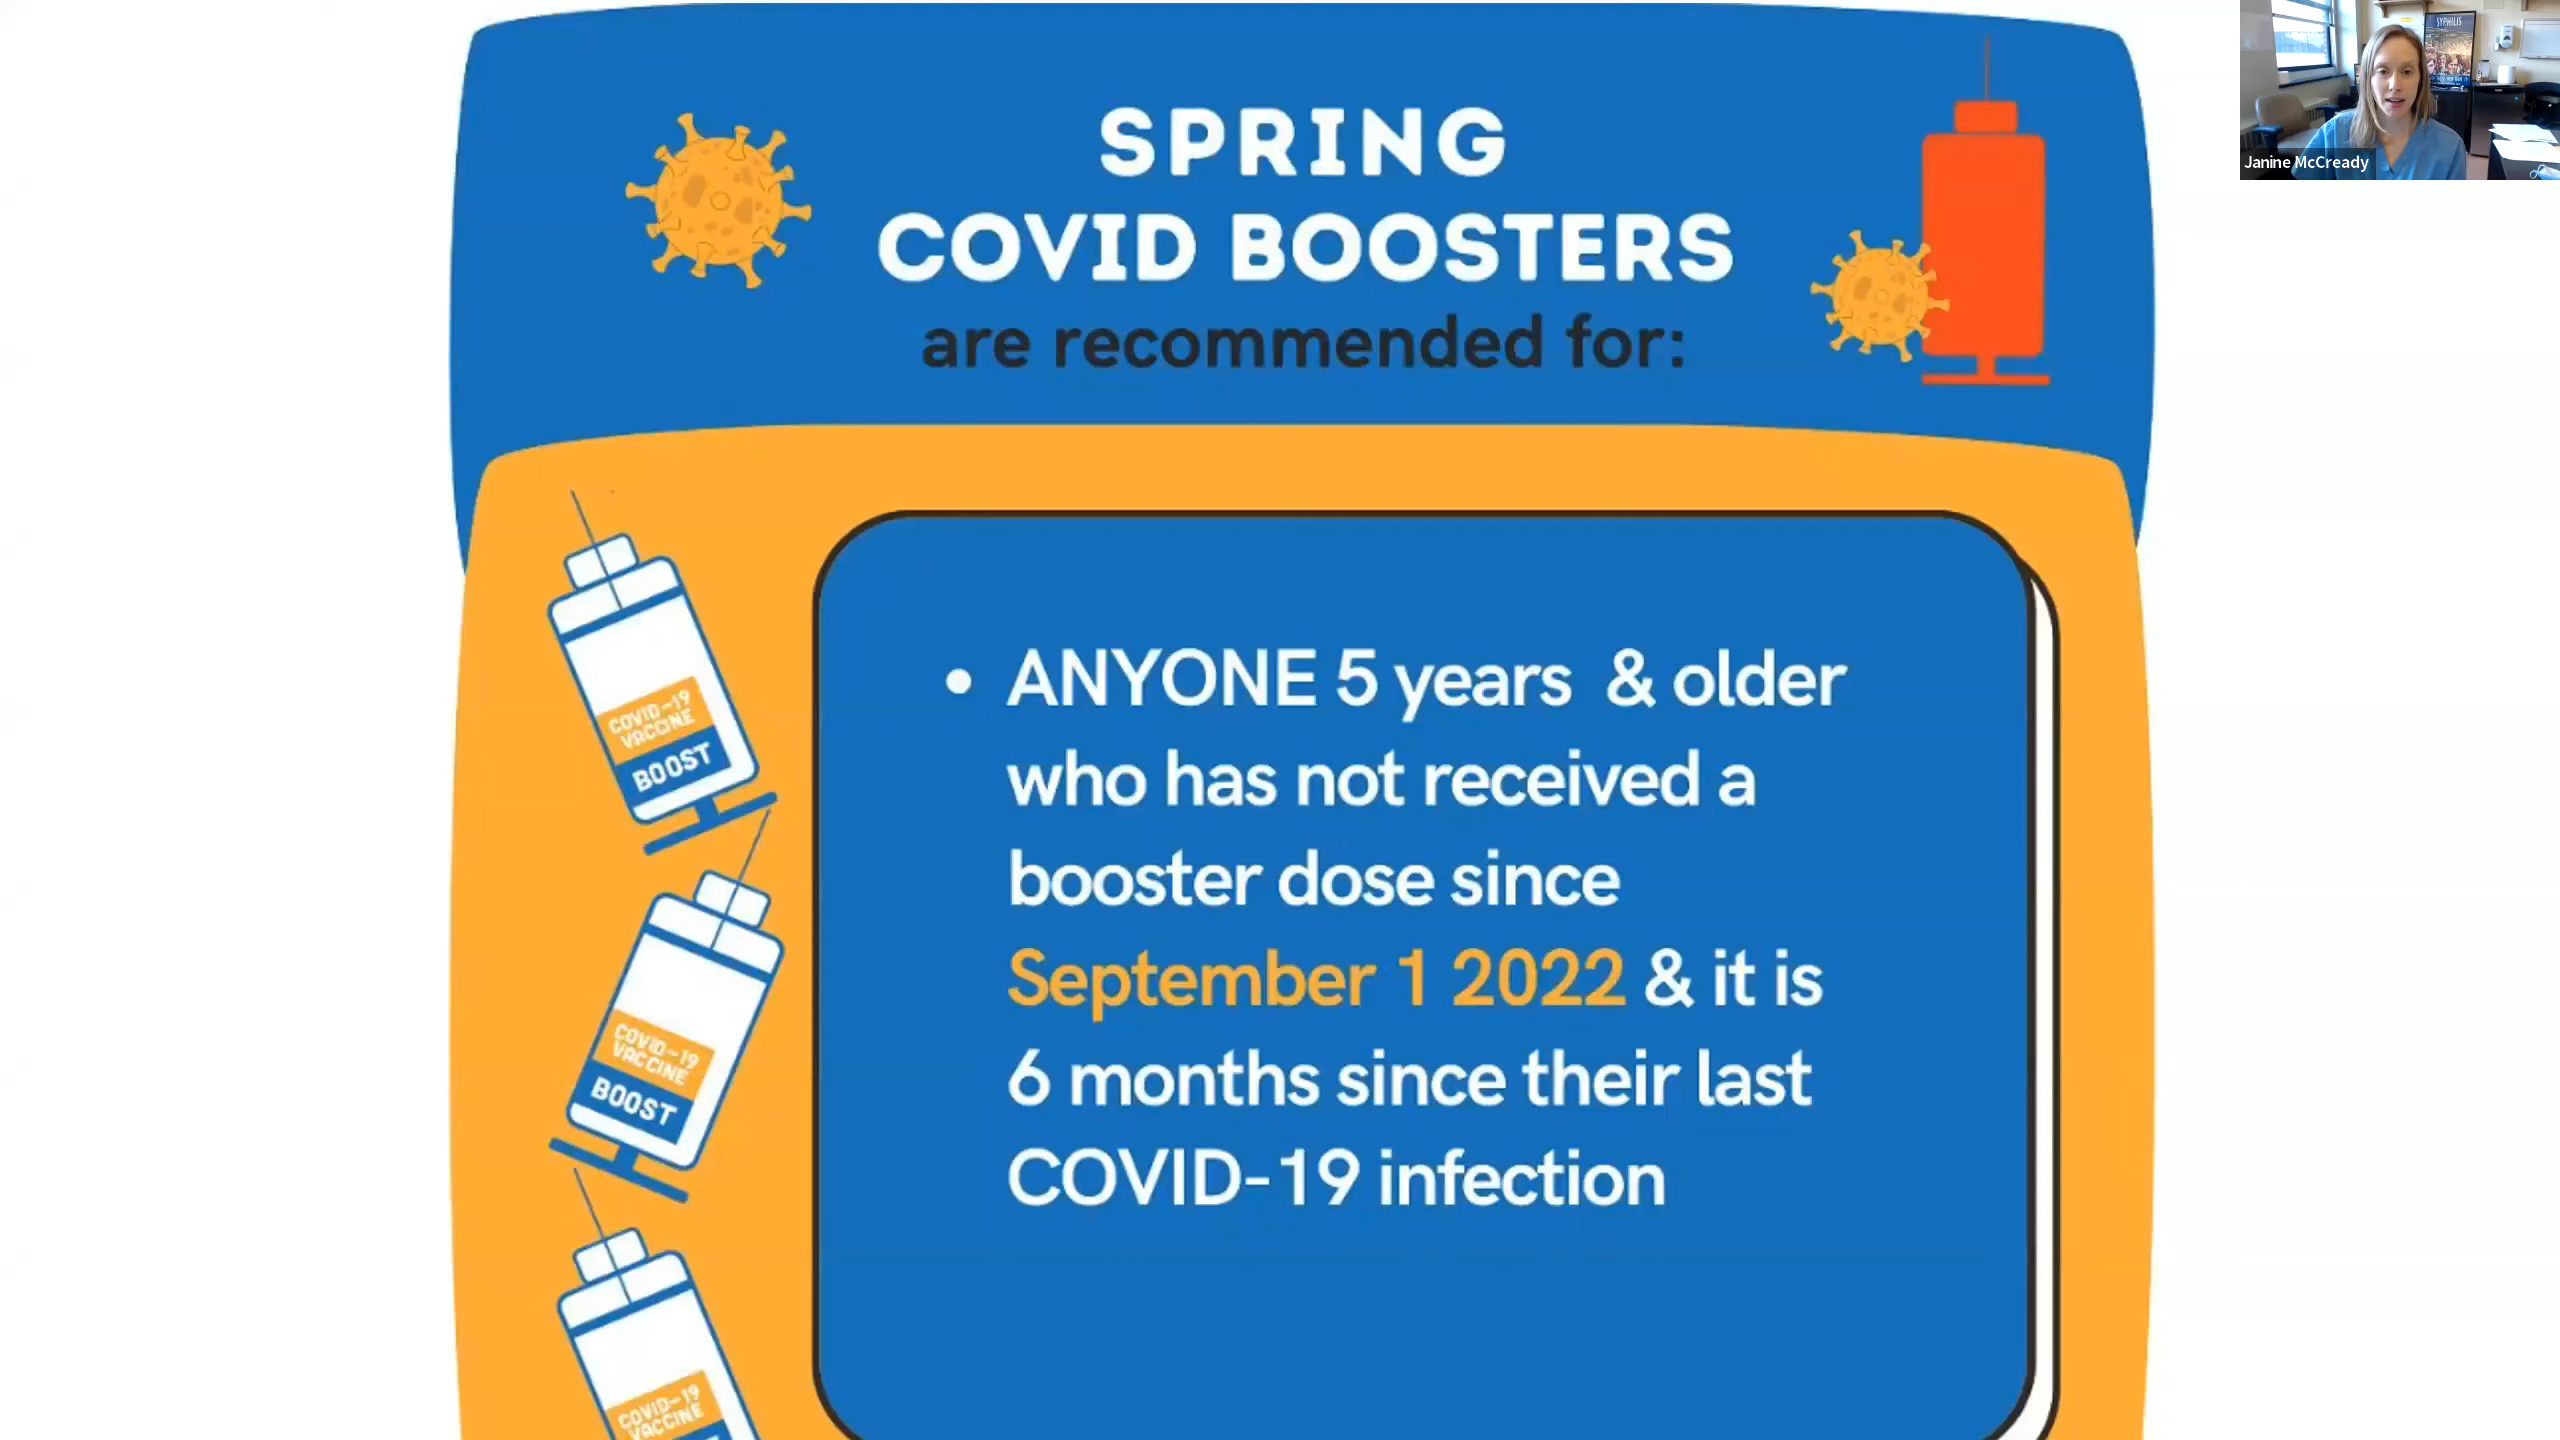 SPRING
COVID BOOSTERS
are recommended for:
• ANYONE 5 years & older
who has not received a
booster dose since
September 1 2022 & it is
6 months since their last
COVID-19 infection
COVID-19
VACCINE
BOOST
COVID-19
VACCINE
BOOST
COVID-19
VACCINE
SYPHILIS
Janine McCready